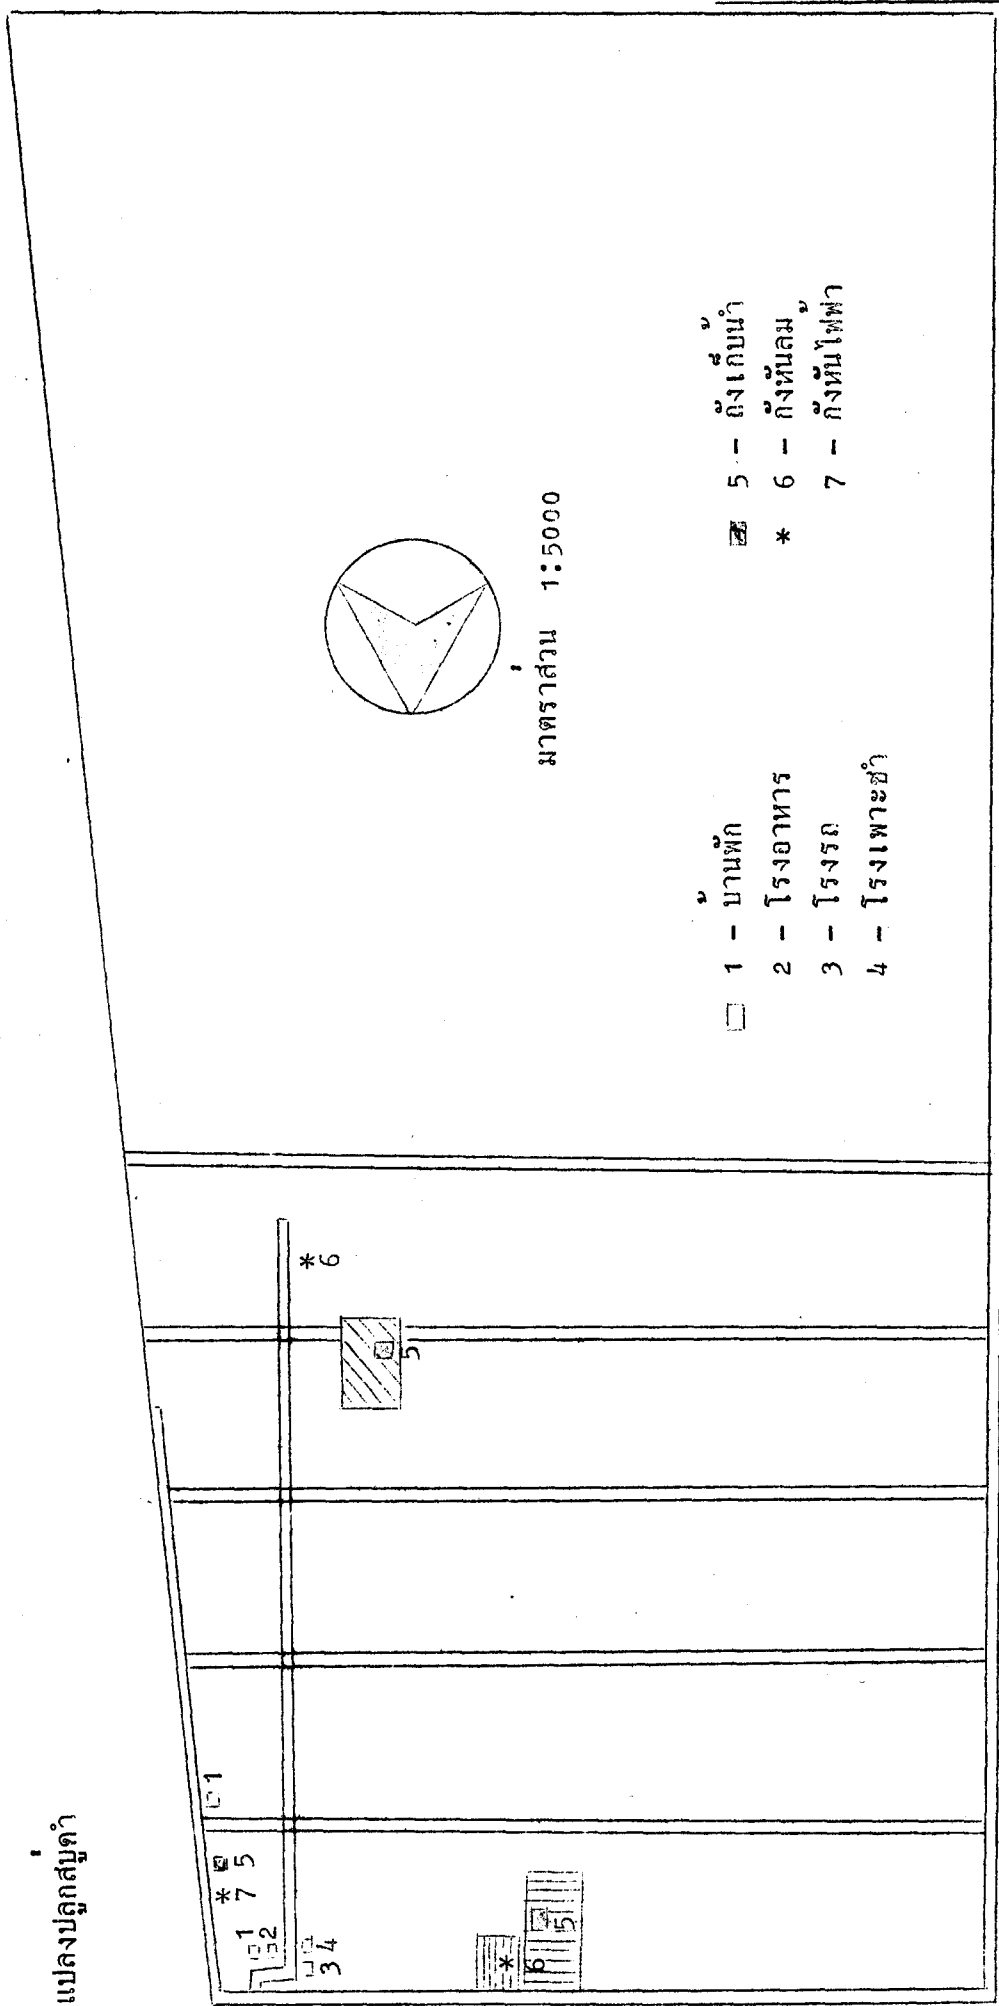 แปลงปลูกสบู่ดำ
1
* 5
7
1
2
3 4
* 6
5
* 6
5
มาตราส่วน 1:5000
1 - บ้านพัก
2 - โรงอาหาร
3 - โรงรถ
4 - โรงเพาะชำ
5 - ถังเก็บน้ำ
* 6 - กังหันลม
7 - กังหันไฟฟ้า